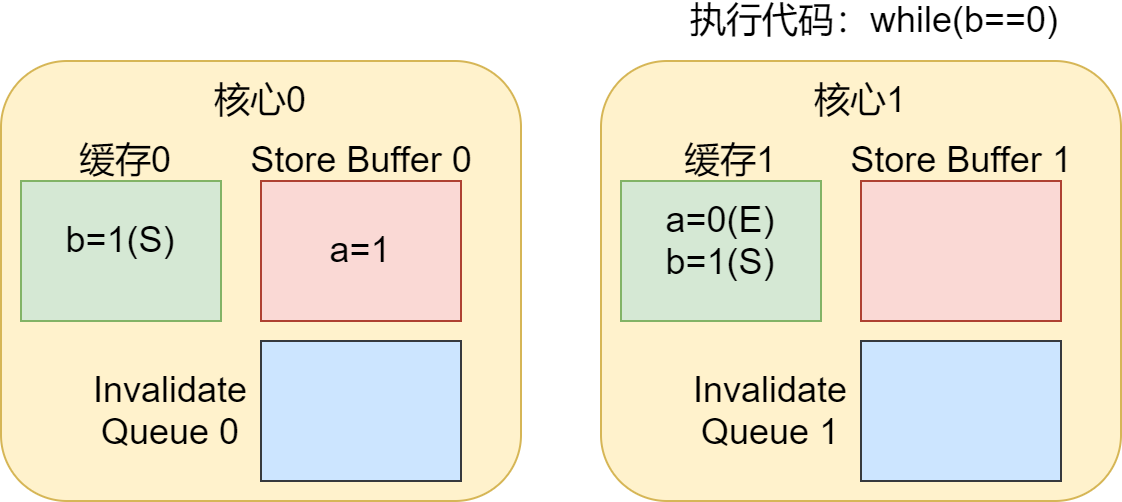 执行代码：while(b==0)
核心0
缓存0
Store Buffer 0
b=1(S)
a=1
Invalidate
Queue 0
核心1
缓存1
Store Buffer 1
a=0(E)
b=1(S)
Invalidate
Queue 1